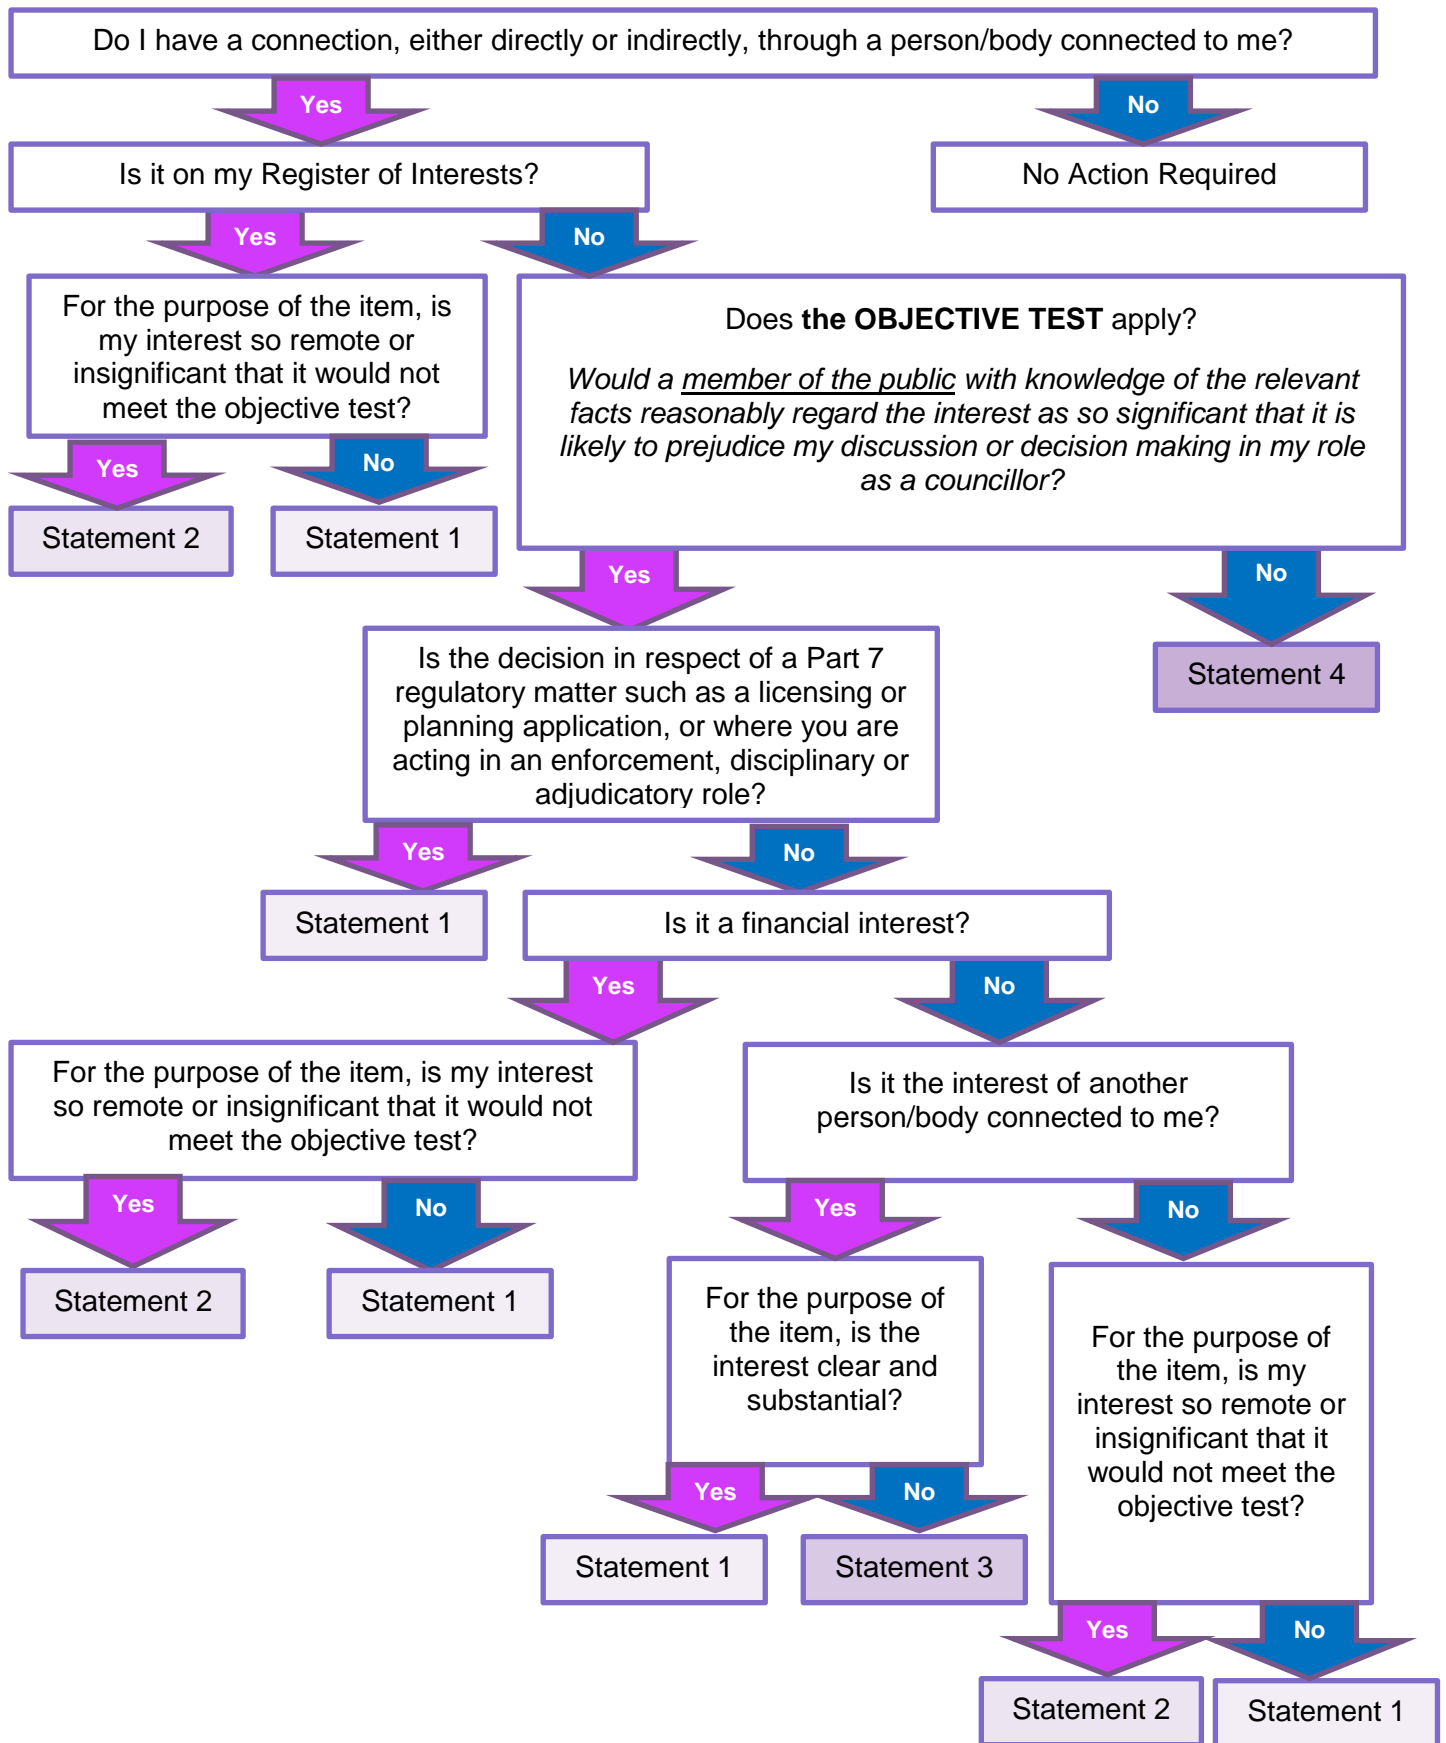 Do I have a connection, either directly or indirectly, through a person/body connected to me?
Yes
No
Is it on my Register of Interests?
No Action Required
Yes
No
For the purpose of the item, is
my interest so remote or
insignificant that it would not
meet the objective test?
Does the OBJECTIVE TEST apply?
Would a member of the public with knowledge of the relevant
facts reasonably regard the interest as so significant that it is
likely to prejudice my discussion or decision making in my role
as a councillor?
Yes
No
Statement 2
Statement 1
Yes
No
Is the decision in respect of a Part 7
regulatory matter such as a licensing or
planning application, or where you are
acting in an enforcement, disciplinary or
adjudicatory role?
Statement 4
Yes
No
Statement 1
Is it a financial interest?
Yes
No
For the purpose of the item, is my interest
so remote or insignificant that it would not
meet the objective test?
Is it the interest of another
person/body connected to me?
Yes
No
Yes
No
Statement 2
Statement 1
For the purpose of
the item, is the
interest clear and
substantial?
For the purpose of
the item, is my
interest so remote or
insignificant that it
would not meet the
objective test?
Yes
No
Statement 1
Statement 3
Yes
No
Statement 2
Statement 1